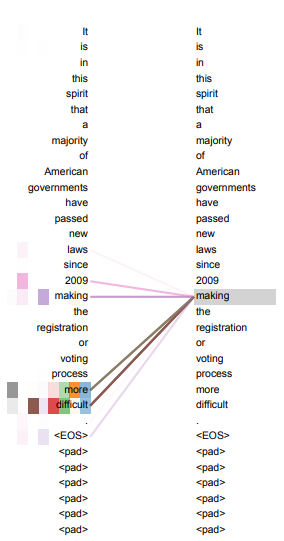 It It
is is
in in
this this
spirit spirit
that that
a a
majority majority
of of
American American
governments governments
have have
passed passed
new new
laws laws
since since
2009 2009
making making
the the
registration registration
or or
voting voting
process process
more more
difficult difficult
. .
<EOS> <EOS>
<pad> <pad>
<pad> <pad>
<pad> <pad>
<pad> <pad>
<pad> <pad>
<pad> <pad>